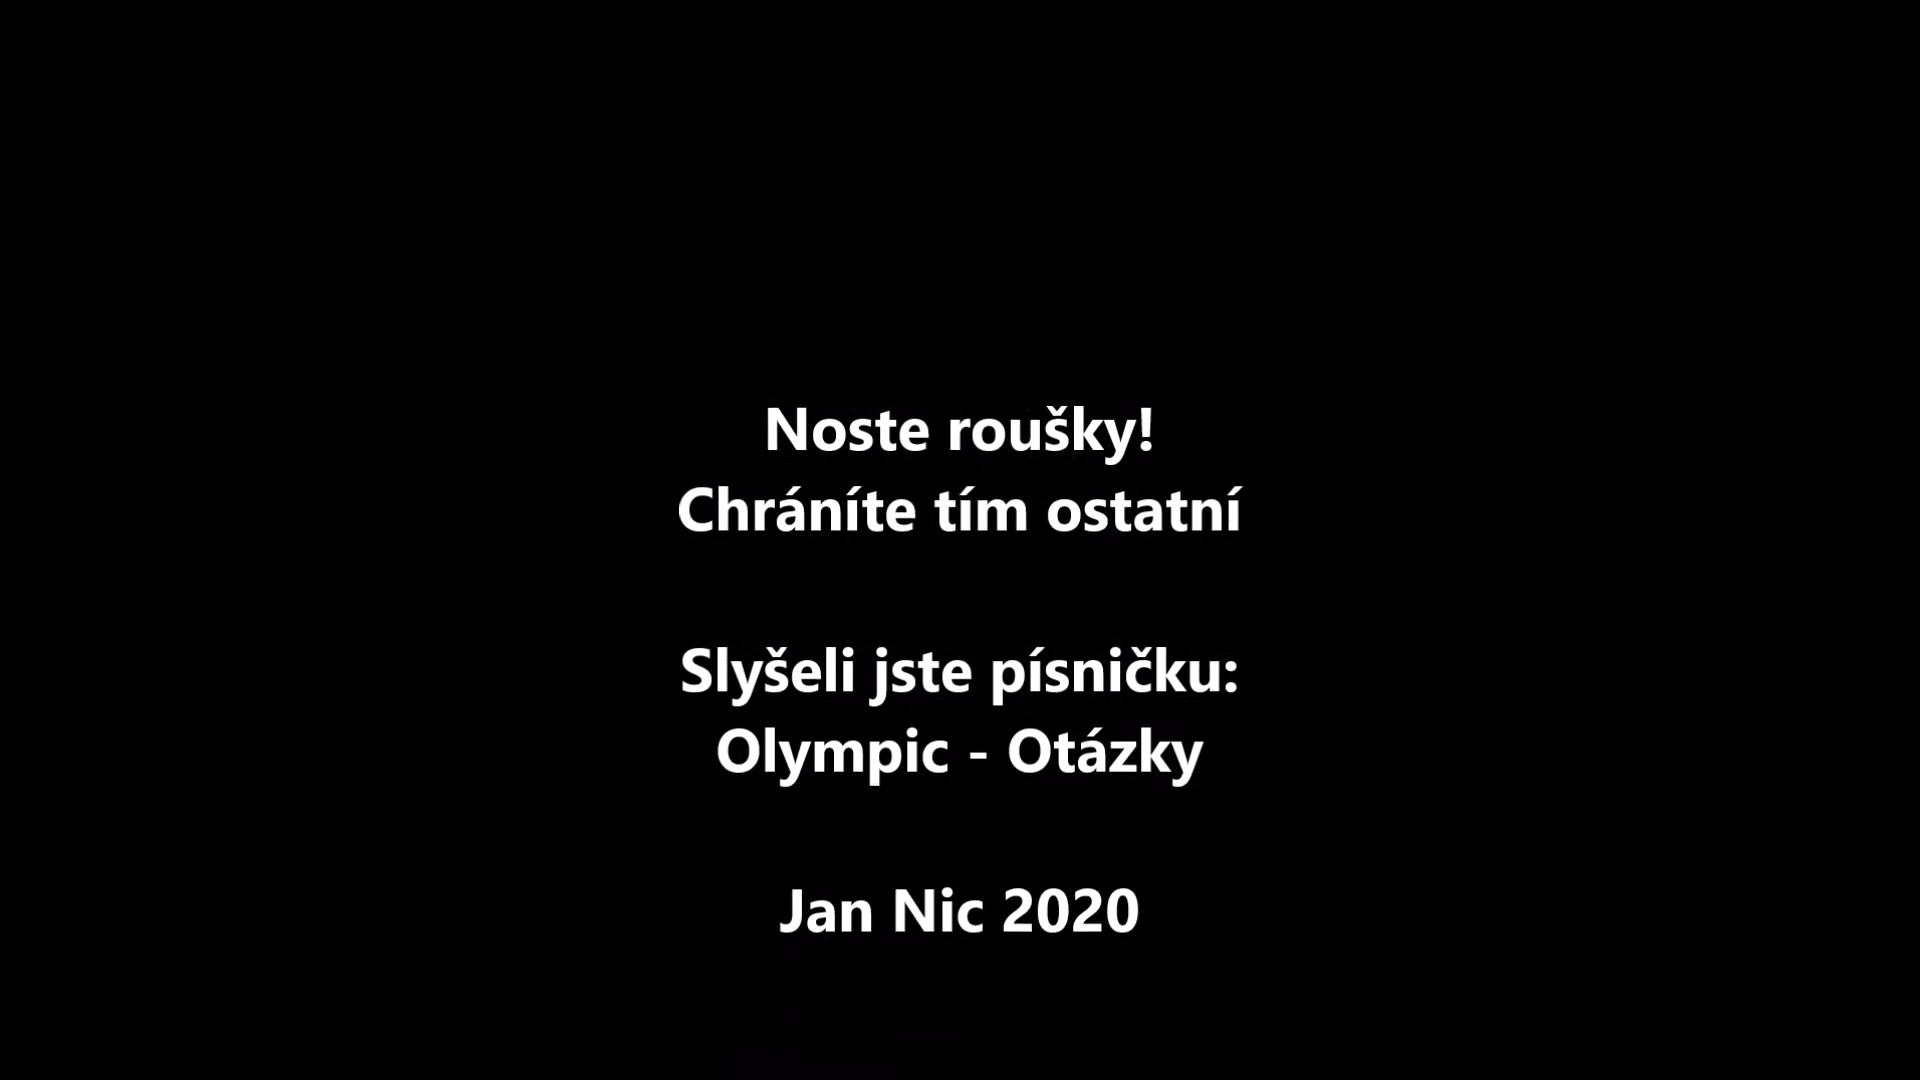 Noste roušky!
Chráníte tím ostatní
Slyšeli jste písničku:
Olympic - Otázky
Jan Nic 2020